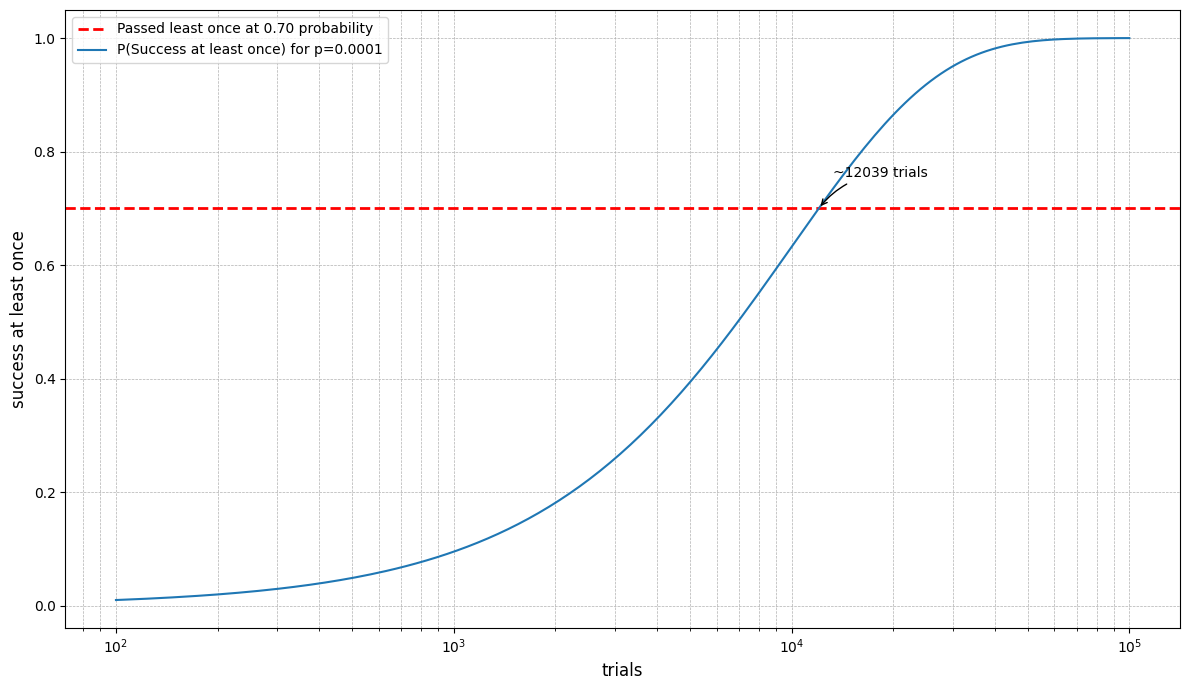 Passed least once at 0.70 probability
P(Success at least once) for p=0.0001
1.0
0.8
0.6
0.4
0.2
0.0
success at least once
~12039 trials
10²
10³
10⁴
10⁵
trials